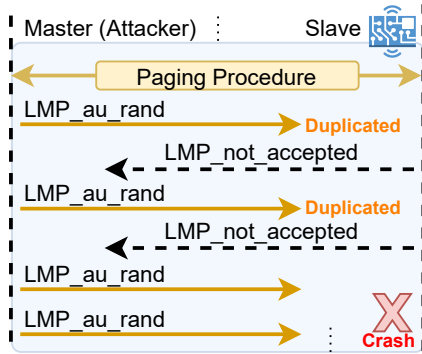 Master (Attacker) Slave
Paging Procedure
LMP_au_rand
Duplicated
LMP_not_accepted
LMP_au_rand
Duplicated
LMP_not_accepted
LMP_au_rand
LMP_au_rand
Crash